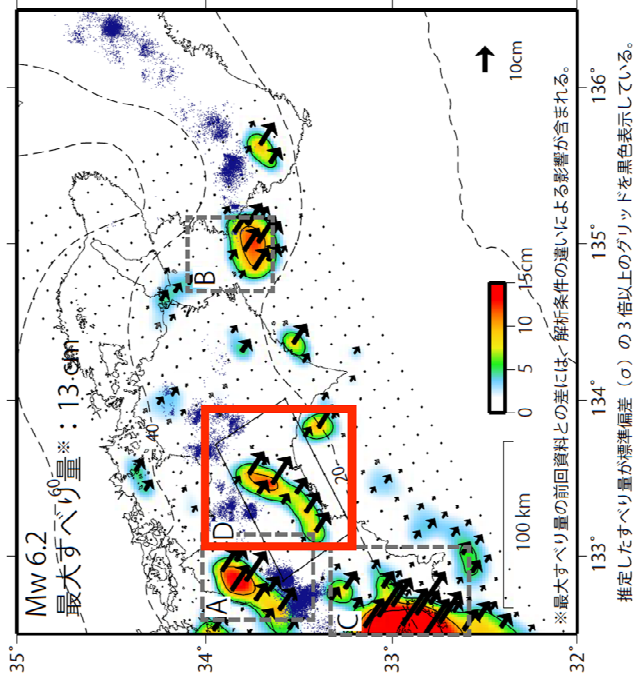 Mw 6.2
最大すべり量※：13 cm
60
40
20
A
B
C
D
35°
34°
33°
32°
133°
134°
135°
136°
100 km
0
5
10
15cm
10cm
※最大すべり量の前回資料との差には、解析条件の違いによる影響が含まれる。
推定したすべり量が標準偏差（σ）の3倍以上のグリッドを黒色表示している。